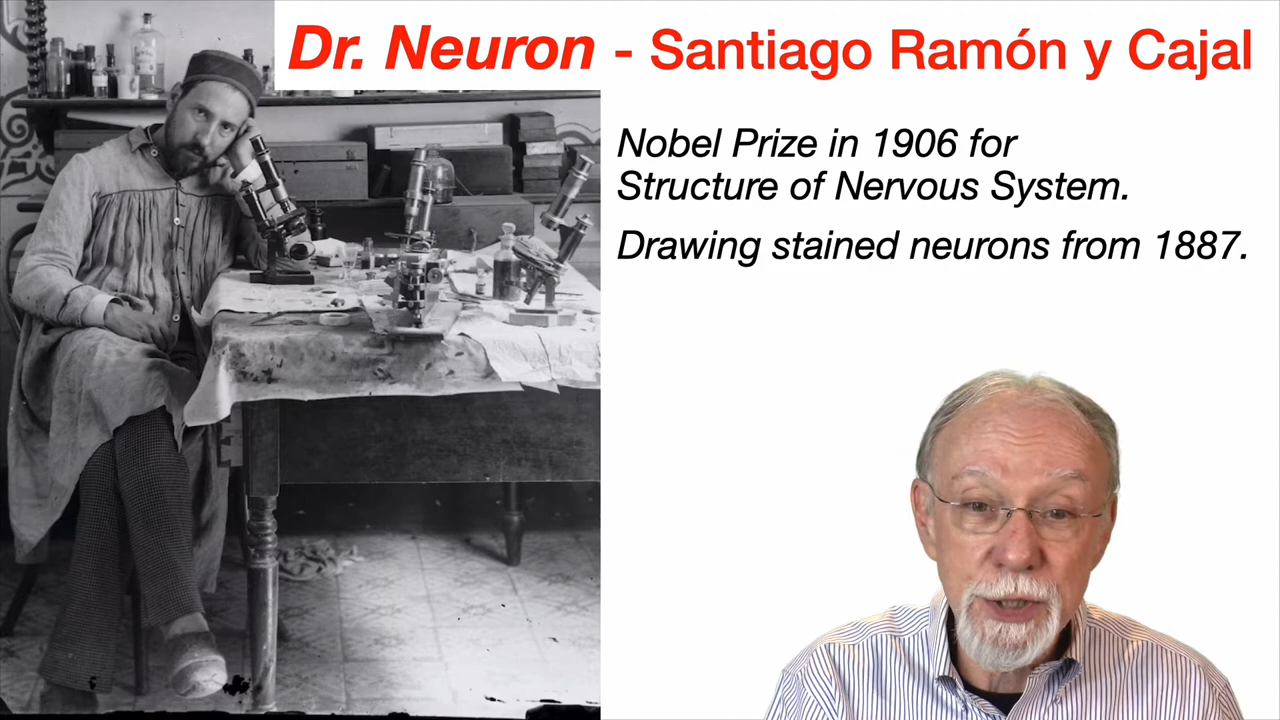 Dr. Neuron - Santiago Ramón y Cajal
Nobel Prize in 1906 for
Structure of Nervous System.
Drawing stained neurons from 1887.